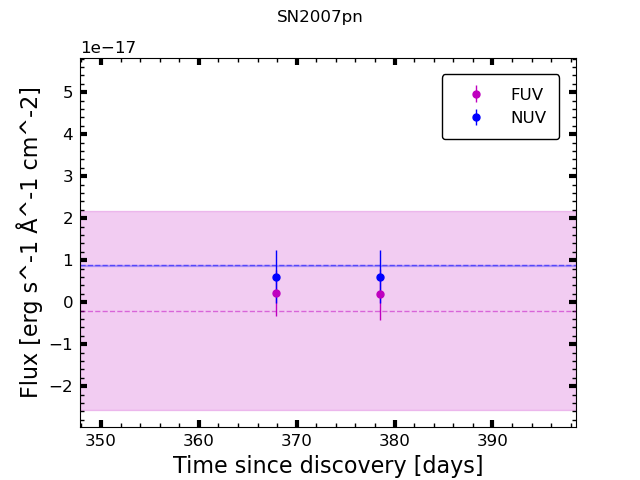 SN2007pn
1e−17
Flux [erg s^-1 Å^-1 cm^-2]
5
4
3
2
1
0
−1
−2
FUV
NUV
350
360
370
380
390
Time since discovery [days]